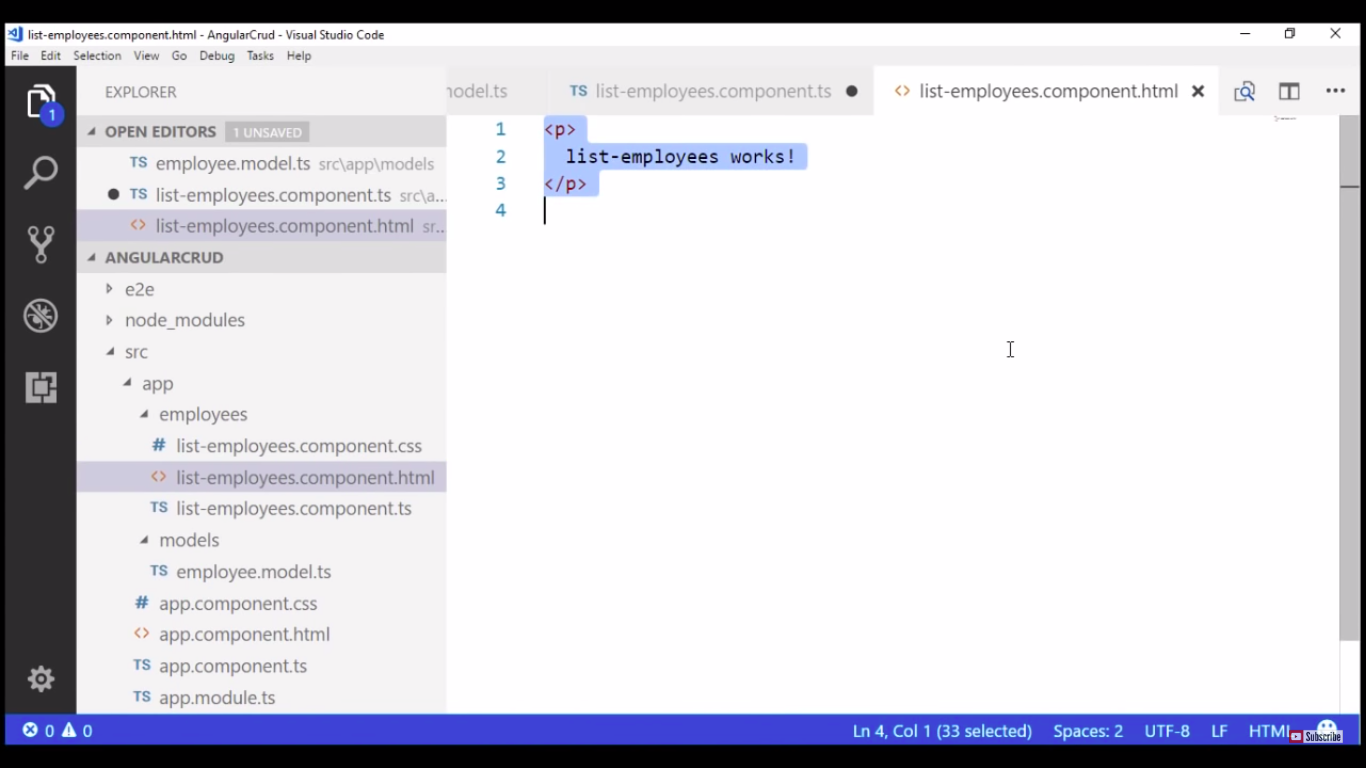 list-employees.component.html - AngularCrud - Visual Studio Code
File Edit Selection View Go Debug Tasks Help
EXPLORER
nodel.ts
TS list-employees.component.ts
<> list-employees.component.html
1
OPEN EDITORS 1 UNSAVED
TS employee.model.ts src\app\models
TS list-employees.component.ts src\a...
<> list-employees.component.html sr...
ANGULARCRUD
e2e
node_modules
src
app
employees
# list-employees.component.css
<> list-employees.component.html
TS list-employees.component.ts
models
TS employee.model.ts
# app.component.css
<> app.component.html
TS app.component.ts
TS app.module.ts
1 <p>
2 list-employees works!
3 </p>
4
0 0
Ln 4, Col 1 (33 selected) Spaces: 2 UTF-8 LF HTML
Subscribe